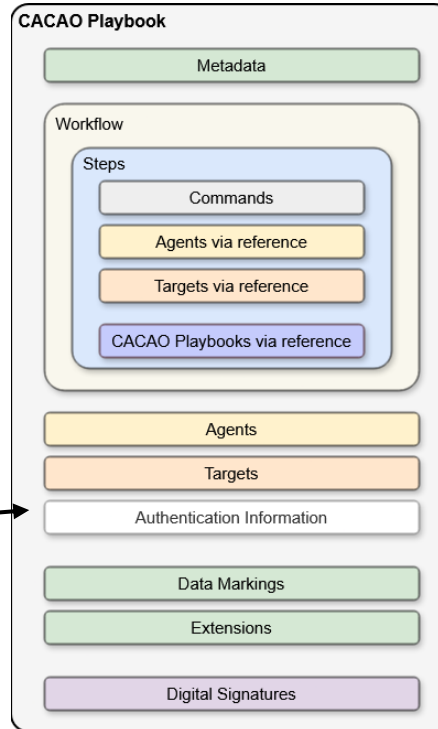 CACAO Playbook
Metadata
Workflow
Steps
Commands
Agents via reference
Targets via reference
CACAO Playbooks via reference
Agents
Targets
Authentication Information
Data Markings
Extensions
Digital Signatures